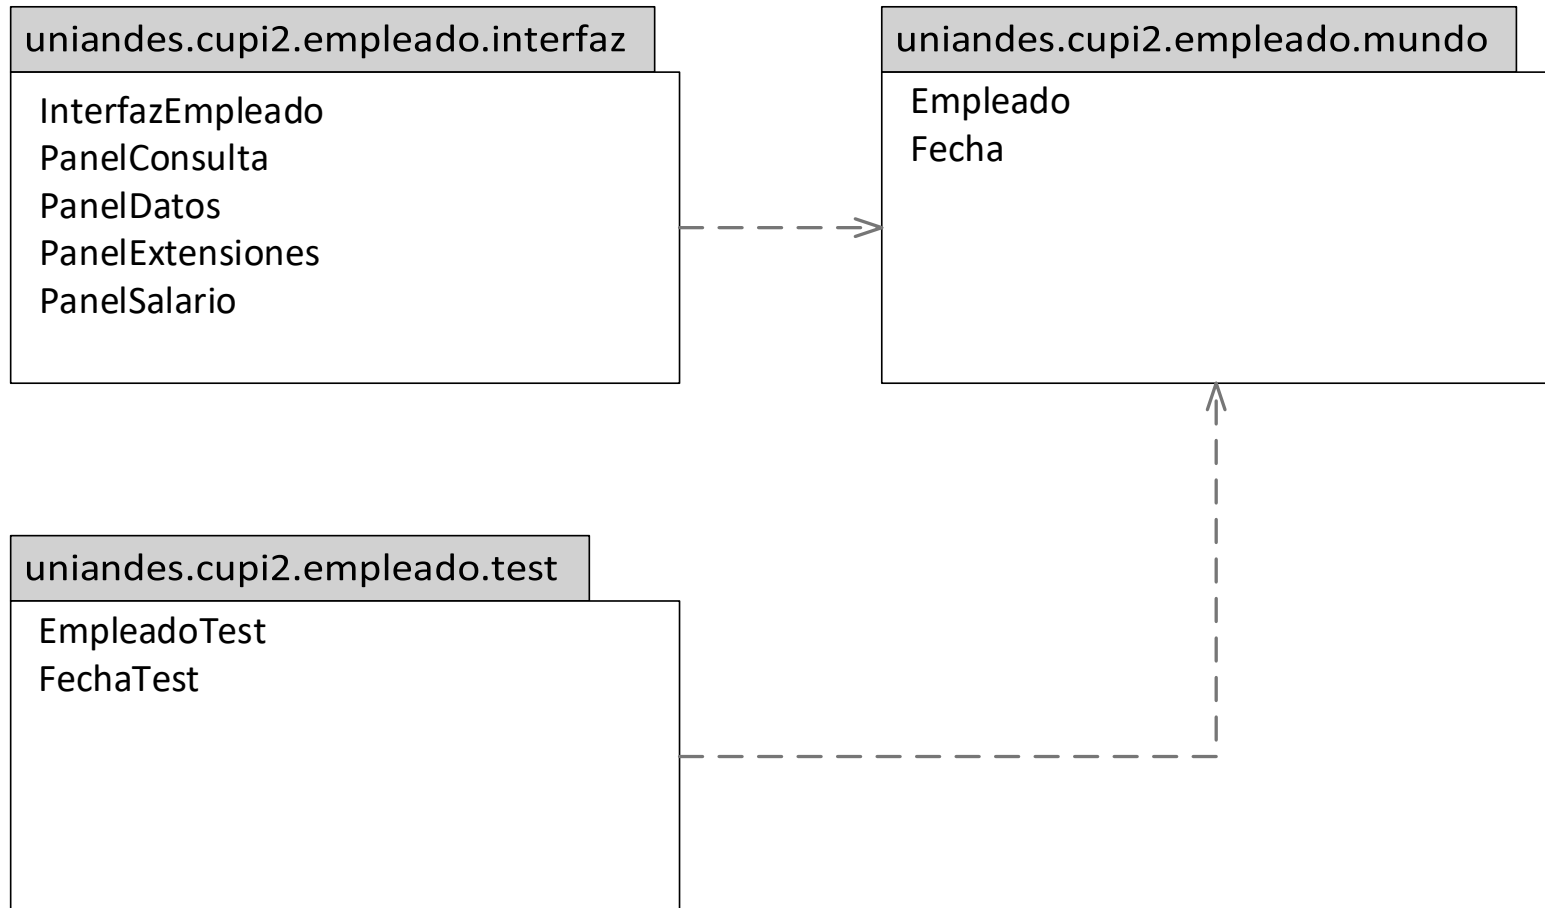 uniandes.cupi2.empleado.interfaz
InterfazEmpleado
PanelConsulta
PanelDatos
PanelExtensiones
PanelSalario
uniandes.cupi2.empleado.mundo
Empleado
Fecha
uniandes.cupi2.empleado.test
EmpleadoTest
FechaTest